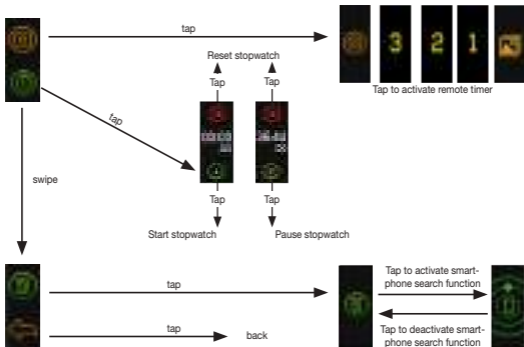 tap
3 2 1
Reset stopwatch
Tap Tap
Tap to activate remote timer
tap
swipe
Tap Tap
Start stopwatch Pause stopwatch
Tap to activate smart-
phone search function
tap
tap back
Tap to deactivate smart-
phone search function